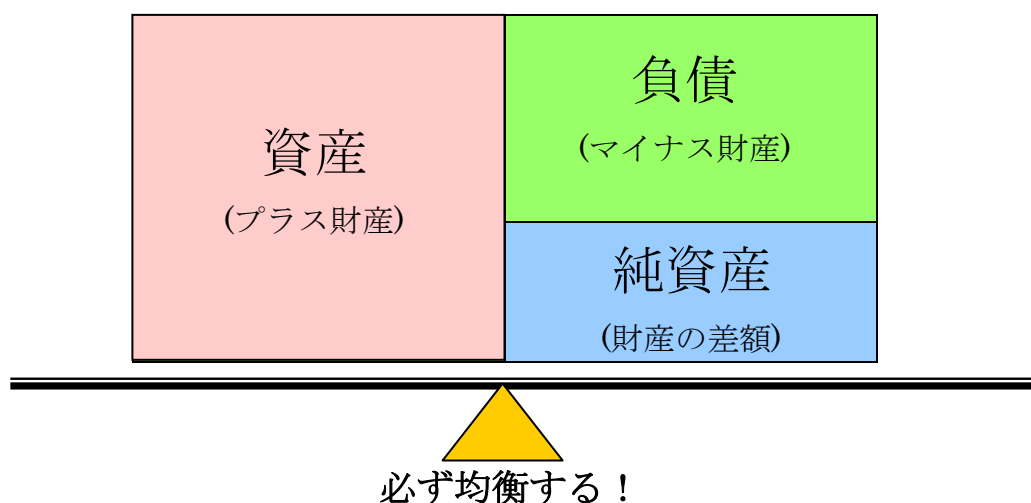 資産
(プラス財産)
負債
(マイナス財産)
純資産
(財産の差額)
必ず均衡する！